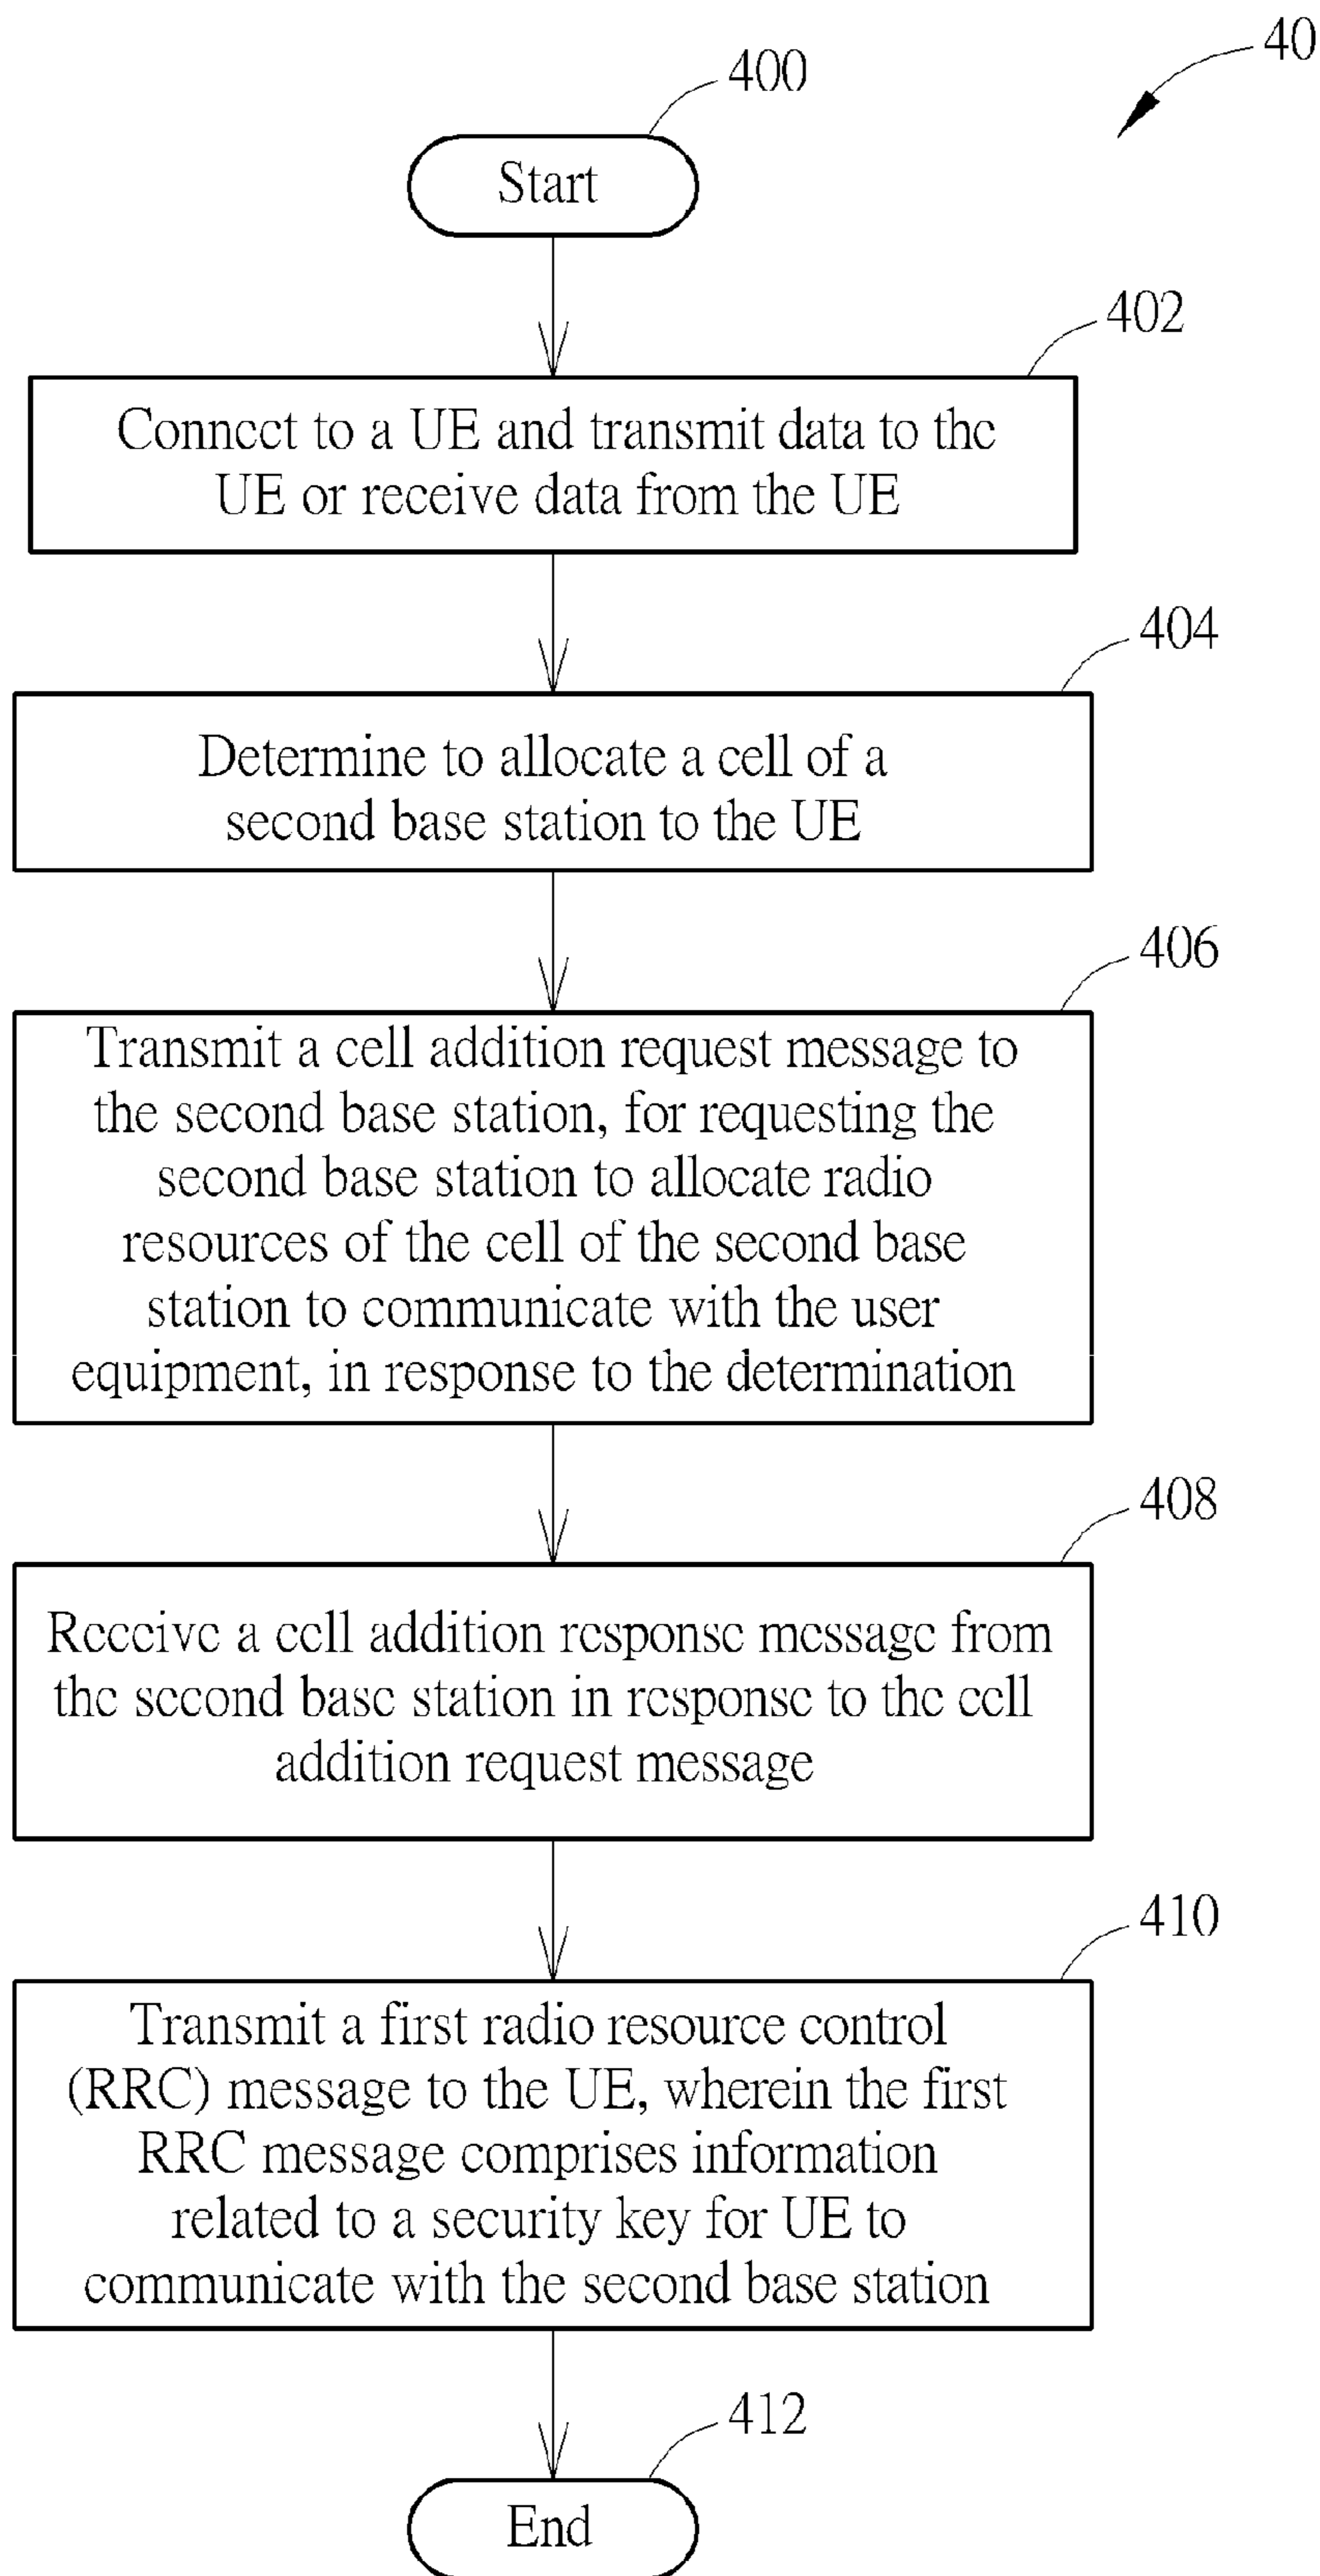 40
400
Start
402
Connect to a UE and transmit data to the
UE or receive data from the UE
404
Determine to allocate a cell of a
second base station to the UE
406
Transmit a cell addition request message to
the second base station, for requesting the
second base station to allocate radio
resources of the cell of the second base
station to communicate with the user
equipment, in response to the determination
408
Receive a cell addition response message from
the second base station in response to the cell
addition request message
410
Transmit a first radio resource control
(RRC) message to the UE, wherein the first
RRC message comprises information
related to a security key for UE to
communicate with the second base station
412
End